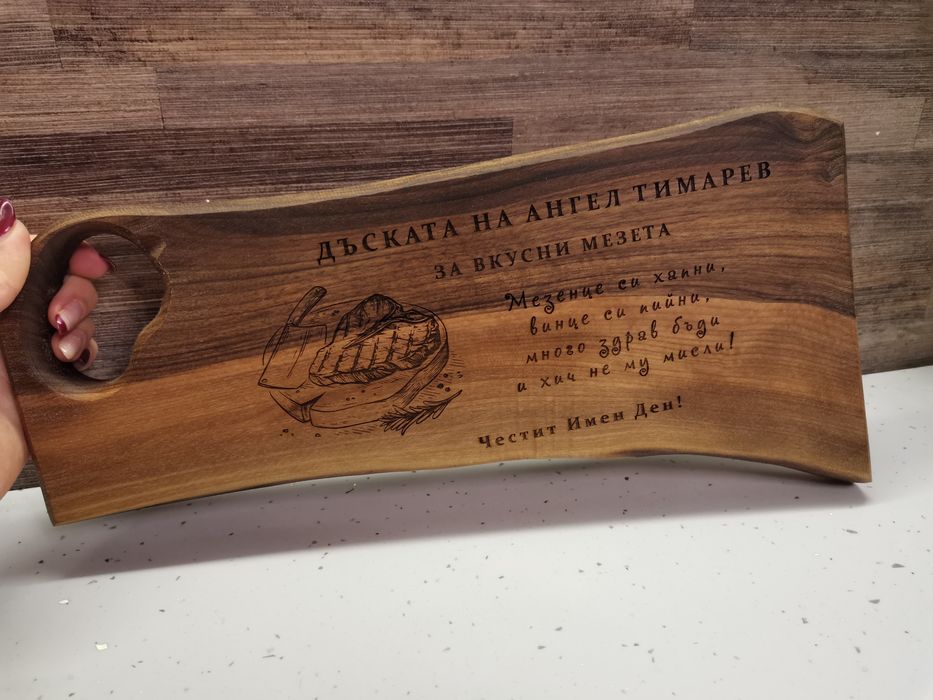 ДЪСКАТА НА АНГЕЛ ТИМАРЕВ
ЗА ВКУСНИ МЕЗЕТА
Мезенце си хапни,
винце си пийни,
много здрав бъди
и хич не му мисли!
Честит Имен Ден!